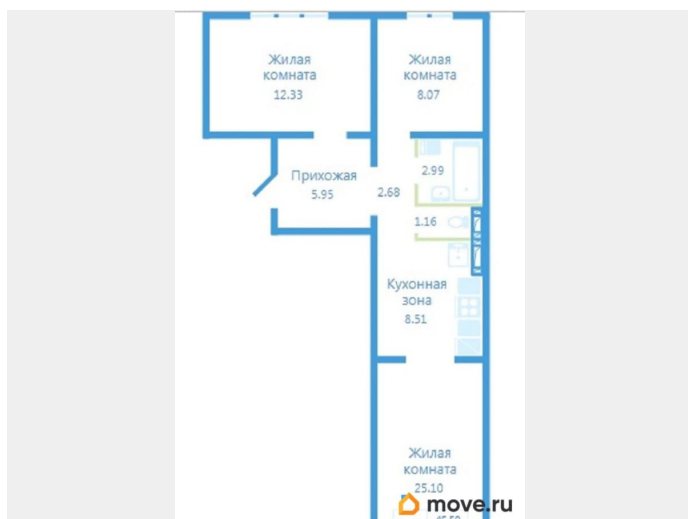 Жилая
комната
12.33
Жилая
комната
8.07
Прихожая
5.95
2.68
2.99
1.16
Кухонная
зона
8.51
Жилая
комната
25.10
move.ru